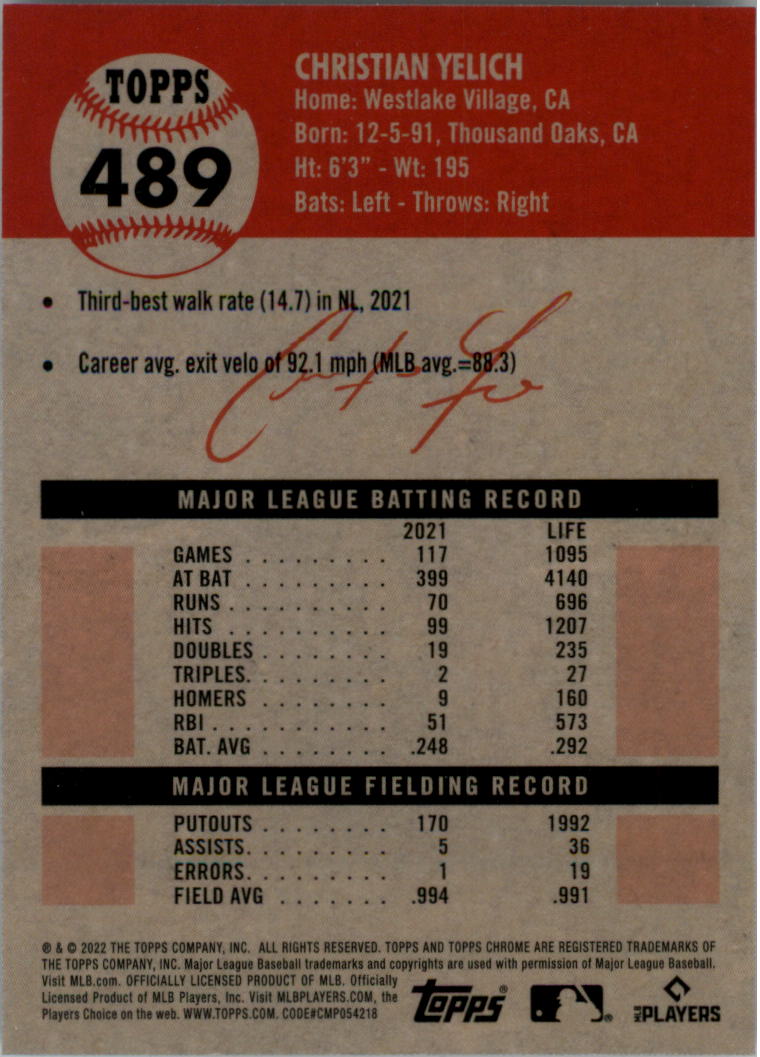 TOPPS
489
CHRISTIAN YELICH
Home: Westlake Village, CA
Born: 12-5-91, Thousand Oaks, CA
Ht: 6'3" - Wt: 195
Bats: Left - Throws: Right
• Third-best walk rate (14.7) in NL, 2021
• Career avg. exit velo of 92.1 mph (MLB avg.=88.3)
MAJOR LEAGUE BATTING RECORD
2021 LIFE
GAMES . . . . . . . . . 117 1095
AT BAT . . . . . . . . . 399 4140
RUNS . . . . . . . . . . 70 696
HITS . . . . . . . . . . 99 1207
DOUBLES . . . . . . . . 19 235
TRIPLES. . . . . . . . . 2 27
HOMERS . . . . . . . . 9 160
RBI . . . . . . . . . . . 51 573
BAT. AVG . . . . . . . . .248 .292
MAJOR LEAGUE FIELDING RECORD
PUTOUTS . . . . . . . . 170 1992
ASSISTS. . . . . . . . . 5 36
ERRORS. . . . . . . . . 1 19
FIELD AVG . . . . . . . .994 .991
® & © 2022 THE TOPPS COMPANY, INC. ALL RIGHTS RESERVED. TOPPS AND TOPPS CHROME ARE REGISTERED TRADEMARKS OF
THE TOPPS COMPANY, INC. Major League Baseball trademarks and copyrights are used with permission of Major League Baseball.
Visit MLB.com. OFFICIALLY LICENSED PRODUCT OF MLB. Officially
Licensed Product of MLB Players, Inc. Visit MLBPLAYERS.COM, the
Players Choice on the web. WWW.TOPPS.COM. CODE#CMP054218
Topps® ® MLB PLAYERS